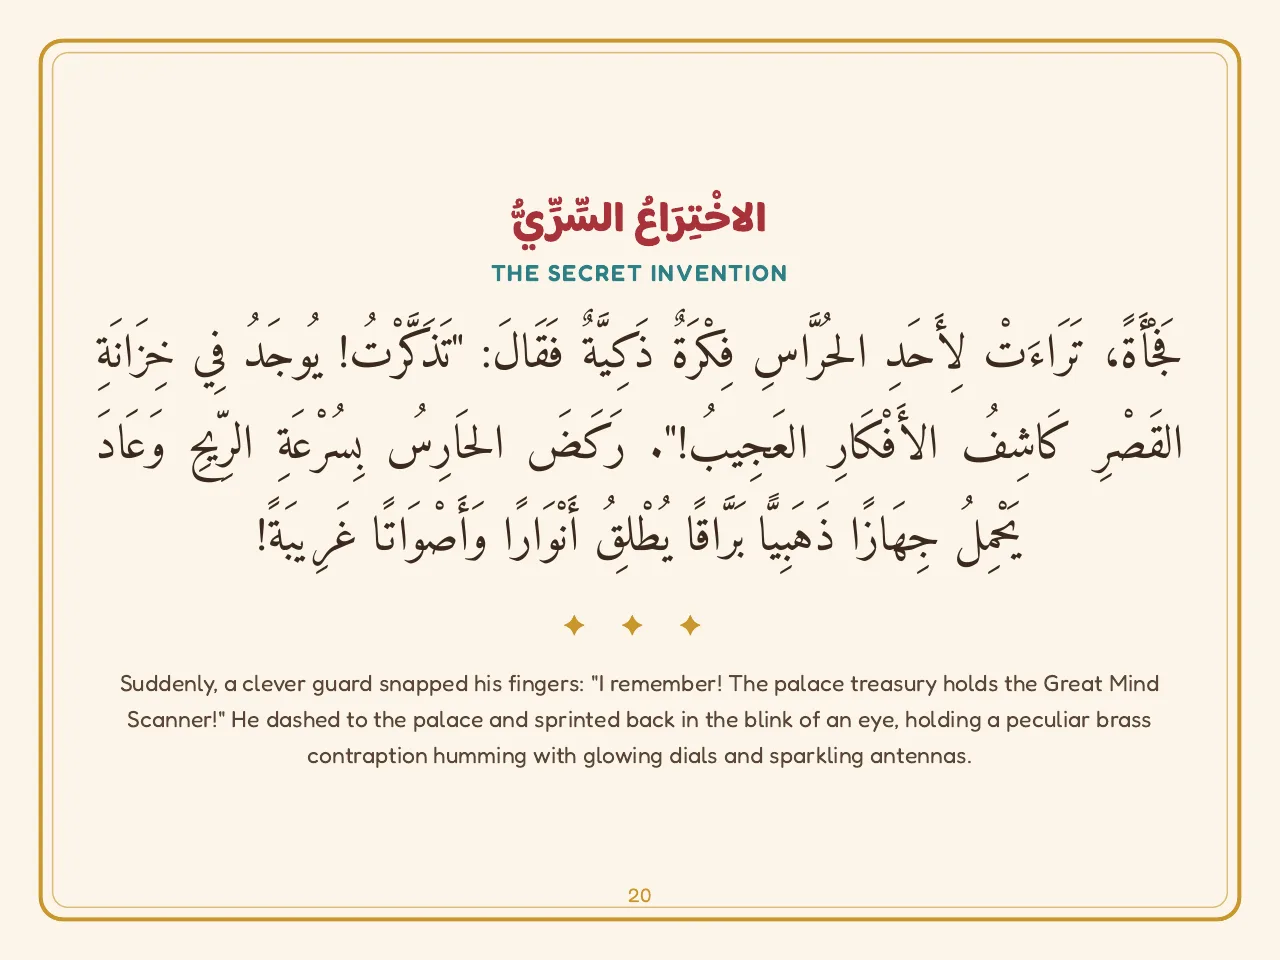 الاخْتِرَاعُ السِّرِّيُّ
THE SECRET INVENTION
فَجْأَةً، تَرَاءَتْ لِأَحَدِ الحُرَّاسِ فِكْرَةٌ ذَكِيَّةٌ فَقَالَ: "تَذَكَّرْتُ! يُوجَدُ فِي خِزَانَةِ
القَصْرِ كَاشِفُ الأَفْكَارِ العَجِيبُ!". رَكَضَ الحَارِسُ بِسُرْعَةِ الرِّيحِ وَعَادَ
يَحْمِلُ جِهَازًا ذَهَبِيًّا بَرَّاقًا يُطْلِقُ أَنْوَارًا وَأَصْوَاتًا غَرِيبَةً!
Suddenly, a clever guard snapped his fingers: "I remember! The palace treasury holds the Great Mind
Scanner!" He dashed to the palace and sprinted back in the blink of an eye, holding a peculiar brass
contraption humming with glowing dials and sparkling antennas.
20